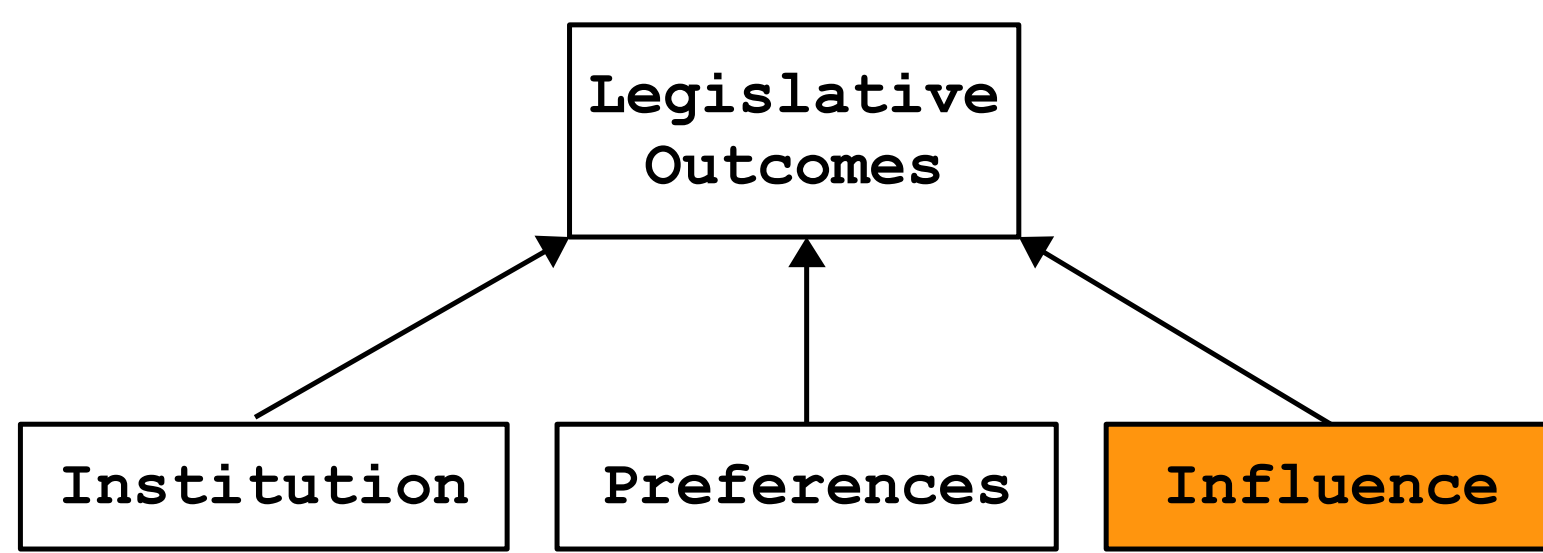 Legislative
Outcomes
Institution
Preferences
Influence